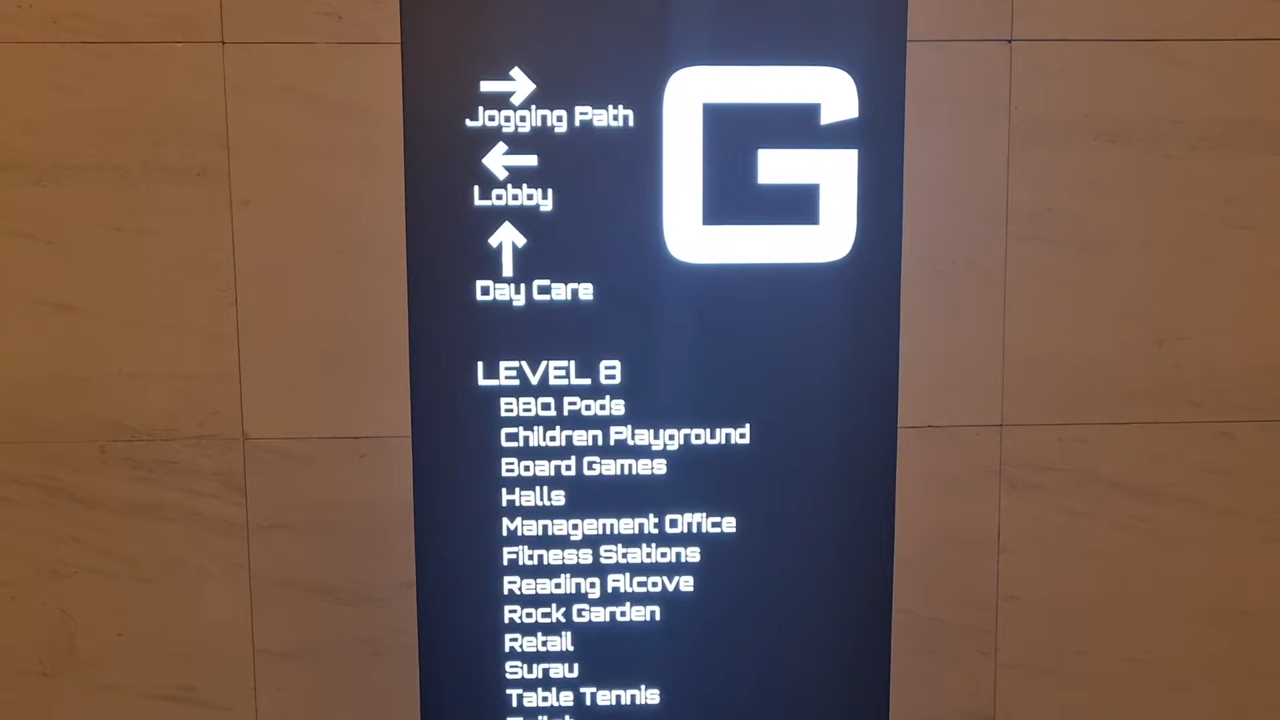 Jogging Path
Lobby
Day Care
G
LEVEL 8
BBQ Pods
Children Playground
Board Games
Halls
Management Office
Fitness Stations
Reading Alcove
Rock Garden
Retail
Surau
Table Tennis